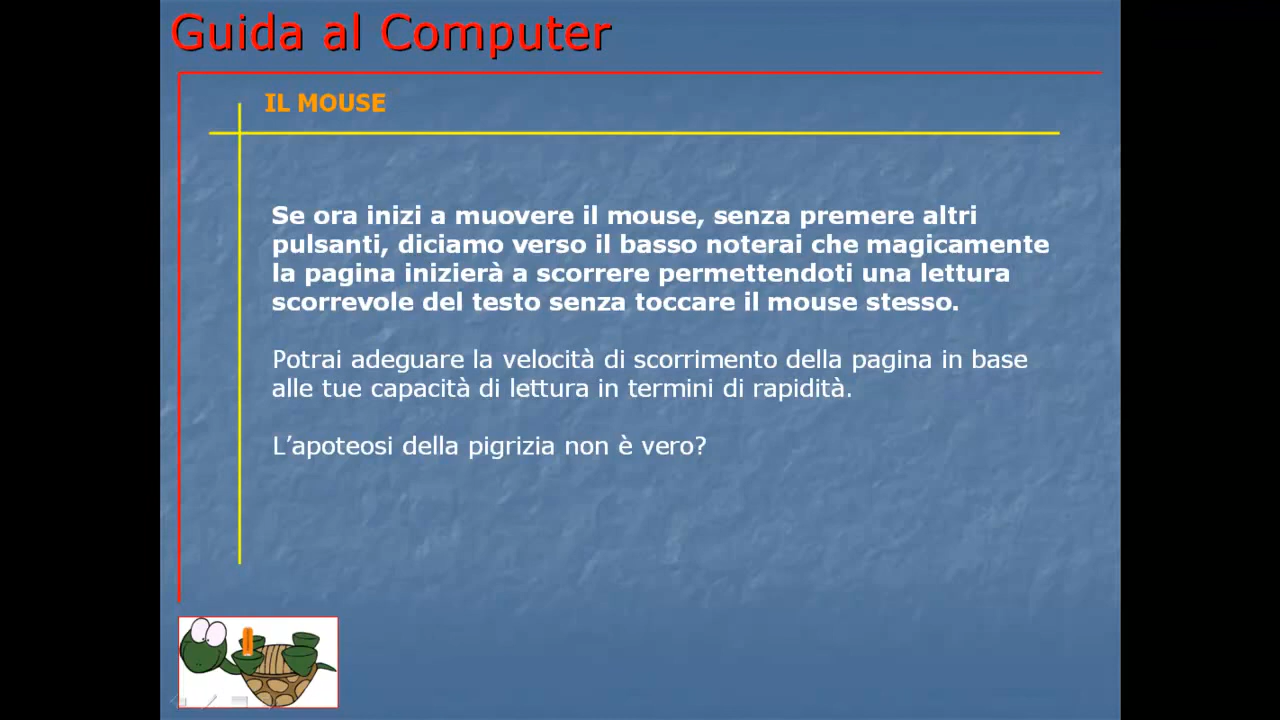 Guida al Computer
IL MOUSE
Se ora inizi a muovere il mouse, senza premere altri
pulsanti, diciamo verso il basso noterai che magicamente
la pagina inizierà a scorrere permettendoti una lettura
scorrevole del testo senza toccare il mouse stesso.
Potrai adeguare la velocità di scorrimento della pagina in base
alle tue capacità di lettura in termini di rapidità.
L’apoteosi della pigrizia non è vero?